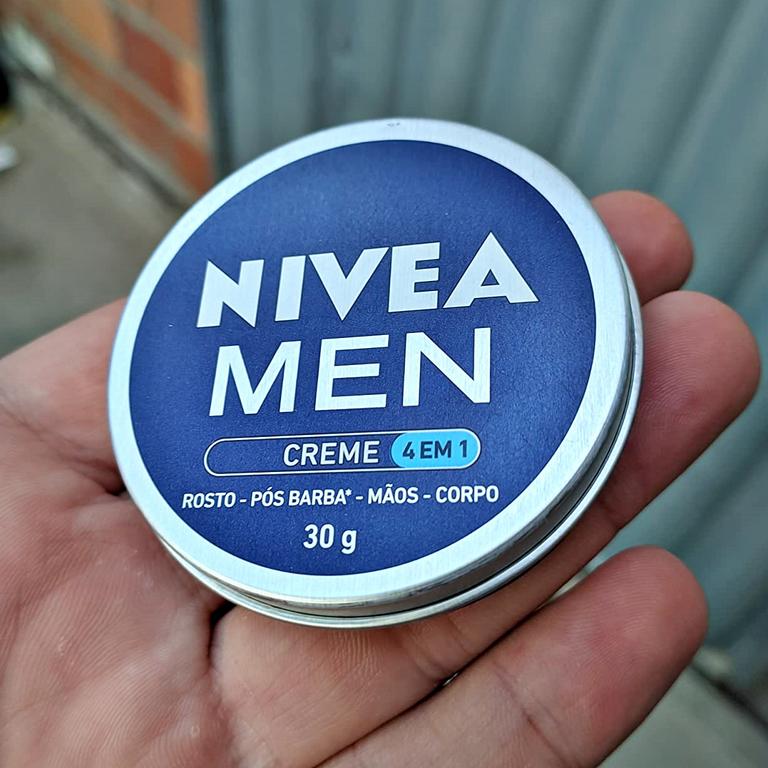 NIVEA
MEN
CREME 4 EM 1
ROSTO - PÓS BARBA* - MÃOS - CORPO
30 g